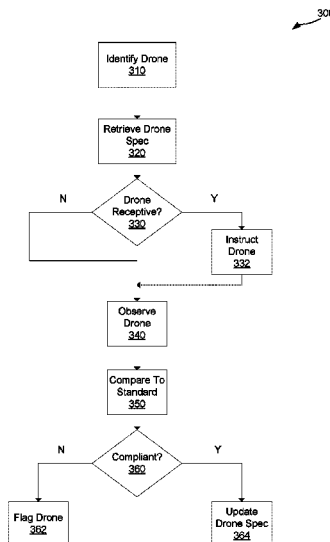 300
Identify Drone
310
Retrieve Drone
Spec
320
Drone
Receptive?
330
N
Y
Instruct
Drone
332
Observe
Drone
340
Compare To
Standard
350
Compliant?
360
N
Y
Flag Drone
362
Update
Drone Spec
364